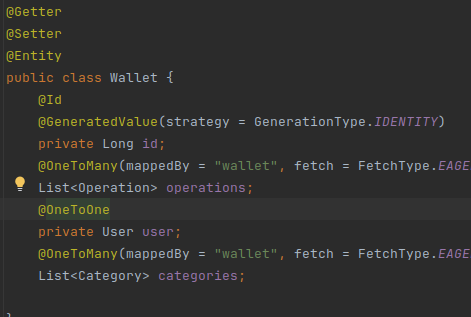 @Getter
@Setter
@Entity
public class Wallet {
@Id
@GeneratedValue(strategy = GenerationType.IDENTITY)
private Long id;
@OneToMany(mappedBy = "wallet", fetch = FetchType.EAGE
List<Operation> operations;
@OneToOne
private User user;
@OneToMany(mappedBy = "wallet", fetch = FetchType.EAGE
List<Category> categories;
}